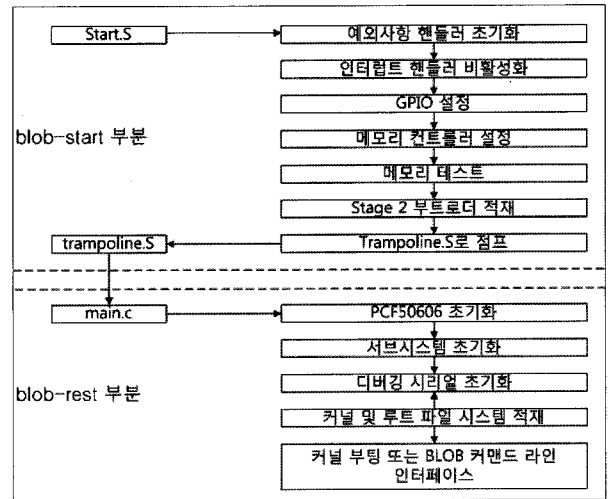 Start.S
예외사항 핸들러 초기화
인터럽트 핸들러 비활성화
GPIO 설정
blob-start 부분
메모리 컨트롤러 설정
메모리 테스트
Stage 2 부트로더 적재
trampoline.S
Trampoline.S로 점프
main.c
PCF50606 초기화
서브시스템 초기화
디버깅 시리얼 초기화
blob-rest 부분
커널 및 루트 파일 시스템 적재
커널 부팅 또는 BLOB 커맨드 라인
인터페이스